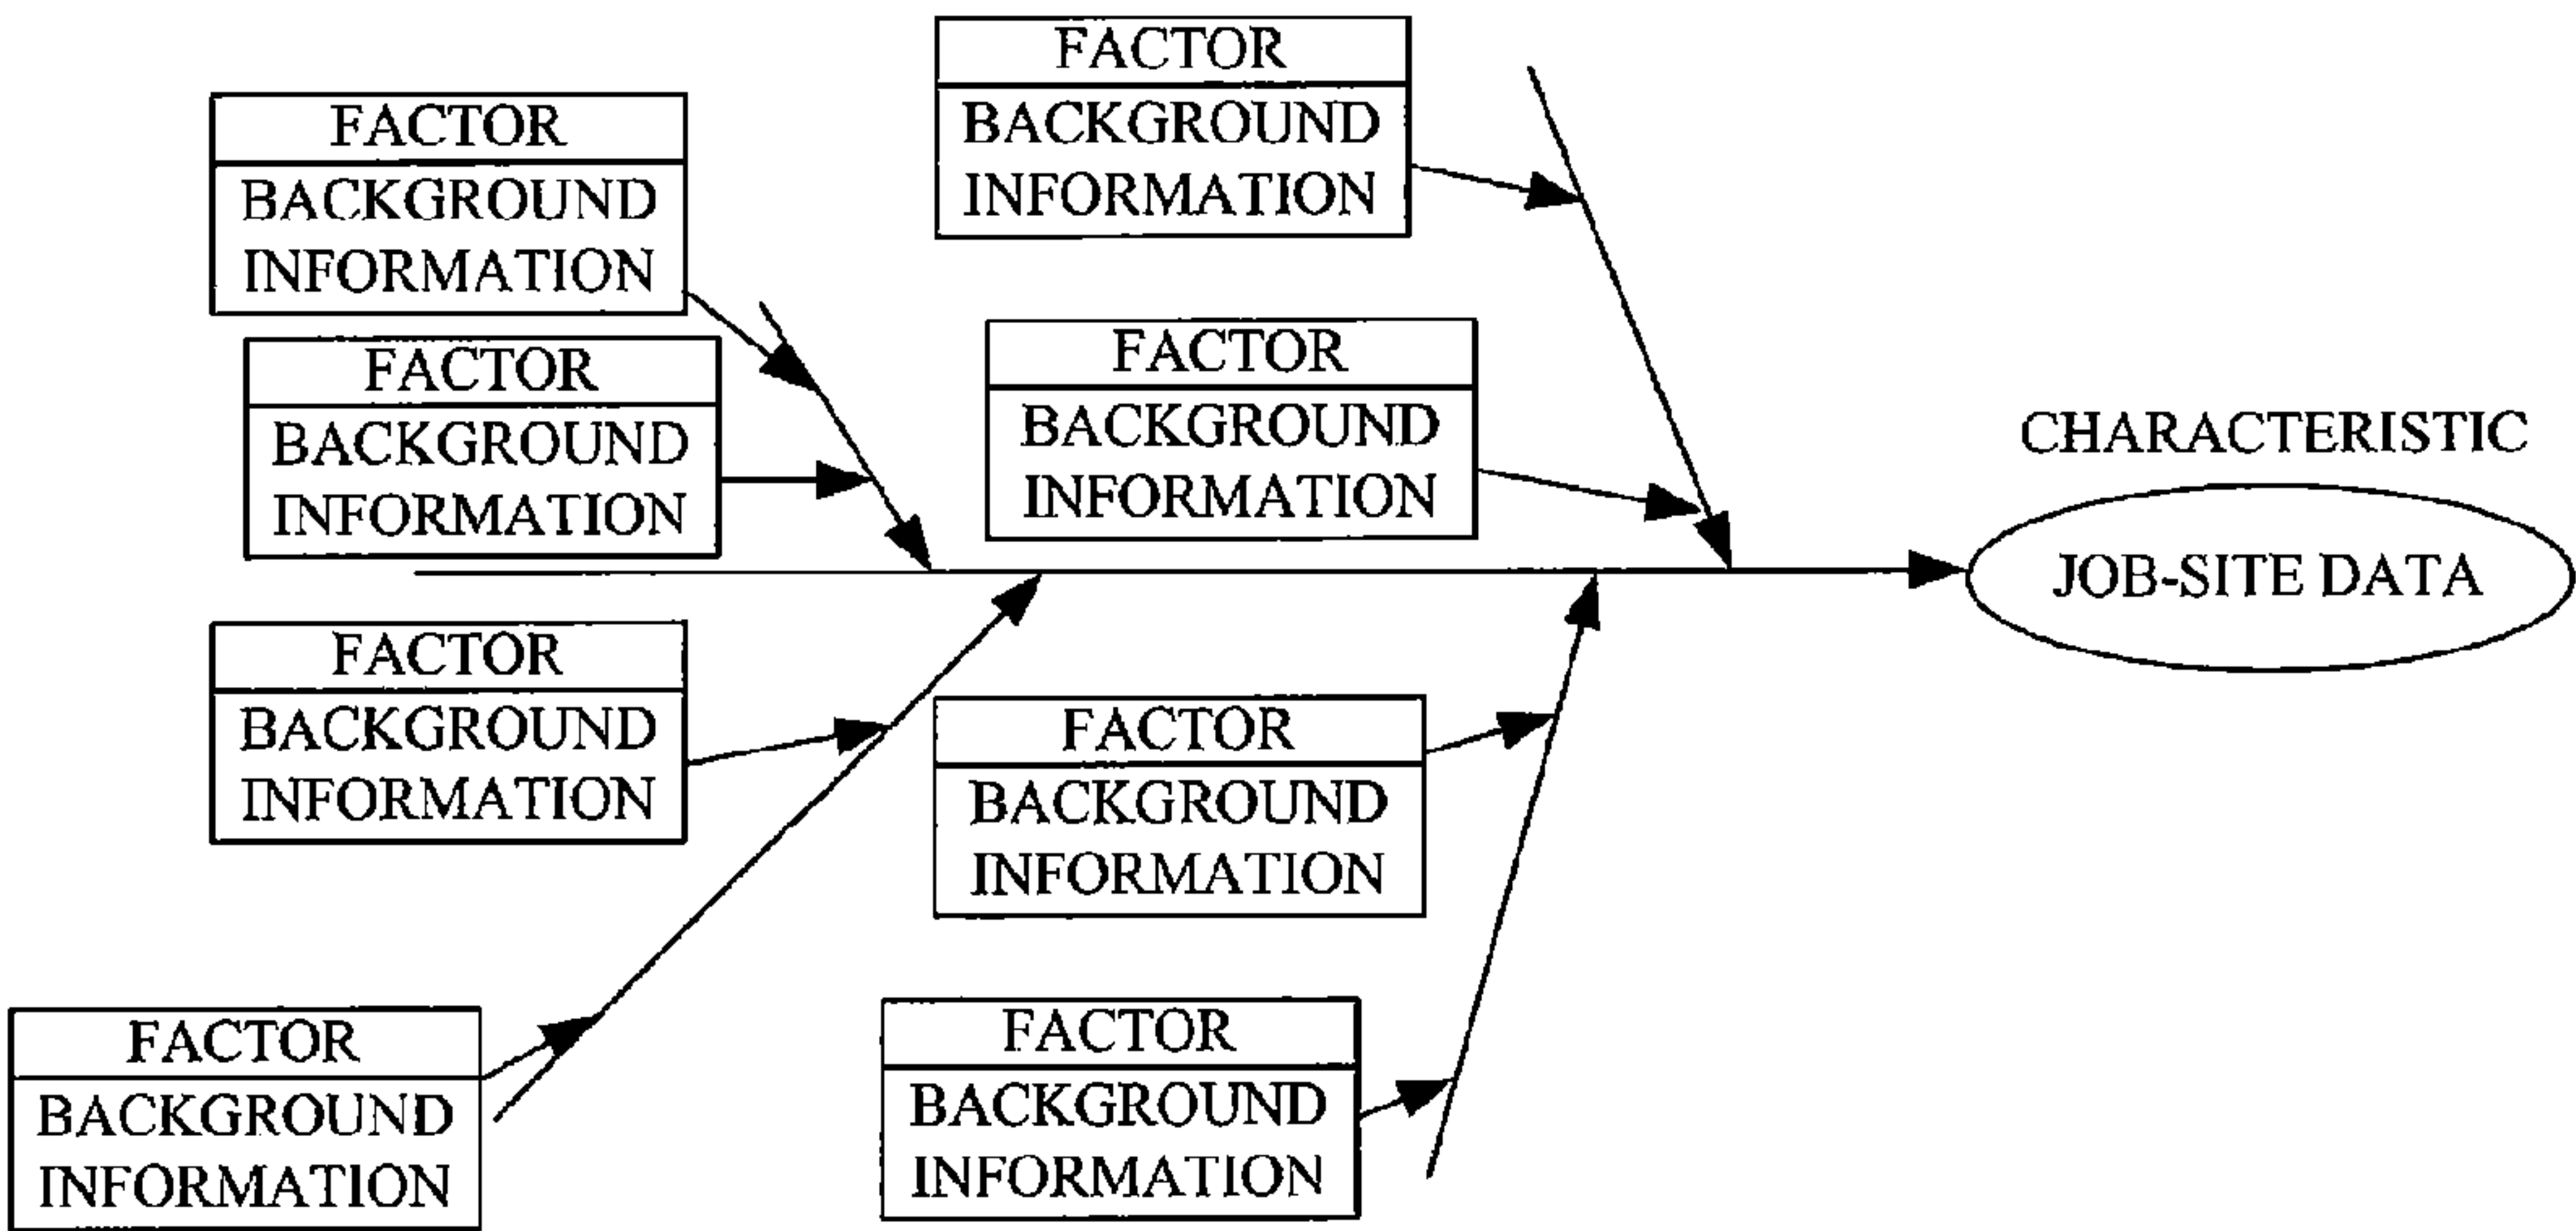 FACTOR
BACKGROUND
INFORMATION
FACTOR
BACKGROUND
INFORMATION
FACTOR
BACKGROUND
INFORMATION
FACTOR
BACKGROUND
INFORMATION
CHARACTERISTIC
JOB-SITE DATA
FACTOR
BACKGROUND
INFORMATION
FACTOR
BACKGROUND
INFORMATION
FACTOR
BACKGROUND
INFORMATION
FACTOR
BACKGROUND
INFORMATION